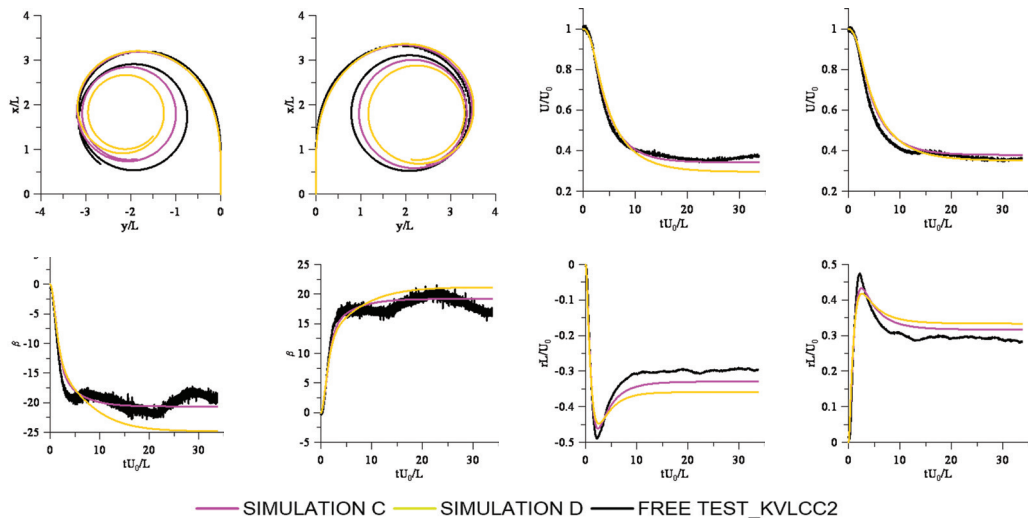 4
3
2
1
0
x/L
-4 -3 -2 -1 0
y/L
4
3
2
1
0
x/L
0 1 2 3 4
y/L
1
0.8
0.6
0.4
0.2
U/U0
0 10 20 30
tU0/L
1
0.8
0.6
0.4
0.2
U/U0
0 10 20 30
tU0/L
5
0
-5
-10
-15
-20
-25
β
0 10 20 30
tU0/L
25
20
15
10
5
0
5
β
0 10 20 30
tU0/L
0
-0.1
-0.2
-0.3
-0.4
-0.5
rL/U0
0 10 20 30
tU0/L
0.5
0.4
0.3
0.2
0.1
0
rL/U0
0 10 20 30
tU0/L
SIMULATION C SIMULATION D FREE TEST_KVLCC2